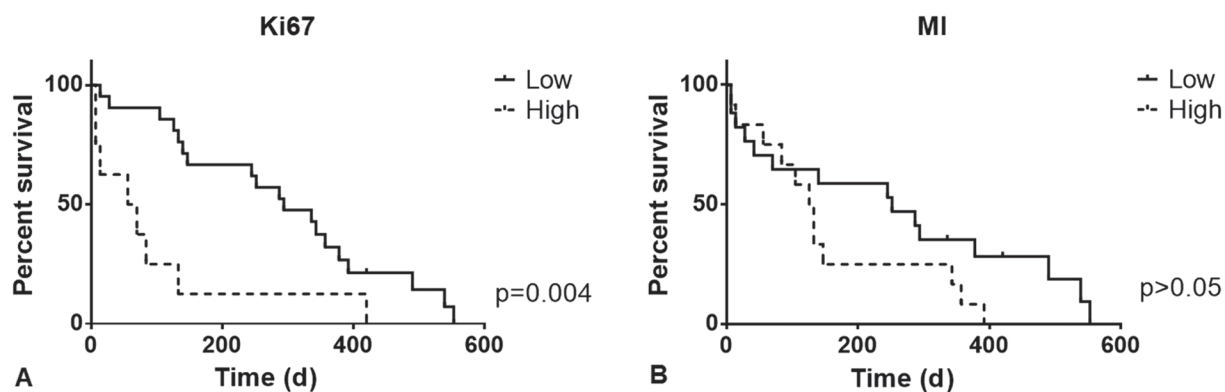 Ki67
Percent survival
100
50
0
0
200
400
600
Time (d)
Low
High
p=0.004
A
MI
Percent survival
100
50
0
0
200
400
600
Time (d)
Low
High
p>0.05
B